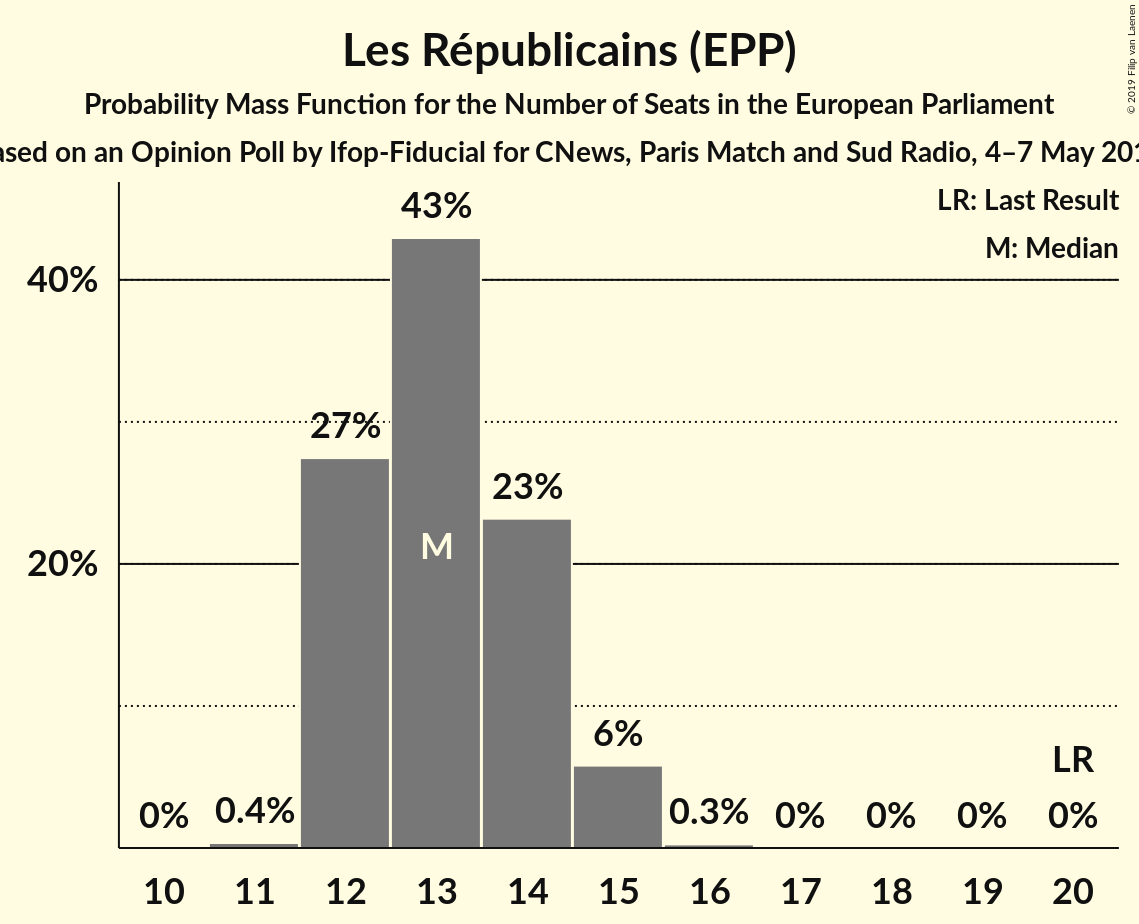 Les Républicains (EPP)
Probability Mass Function for the Number of Seats in the European Parliament
on an Opinion Poll by Ifop-Fiducial for CNews, Paris Match and Sud Radio, 4–7 May
© 2019 Filip van Laenen
LR: Last Result
M: Median
43%
40%
27%
23%
M
20%
6%
LR
0% 0.4% 0.3% 0% 0% 0% 0%
10 11 12 13 14 15 16 17 18 19 20